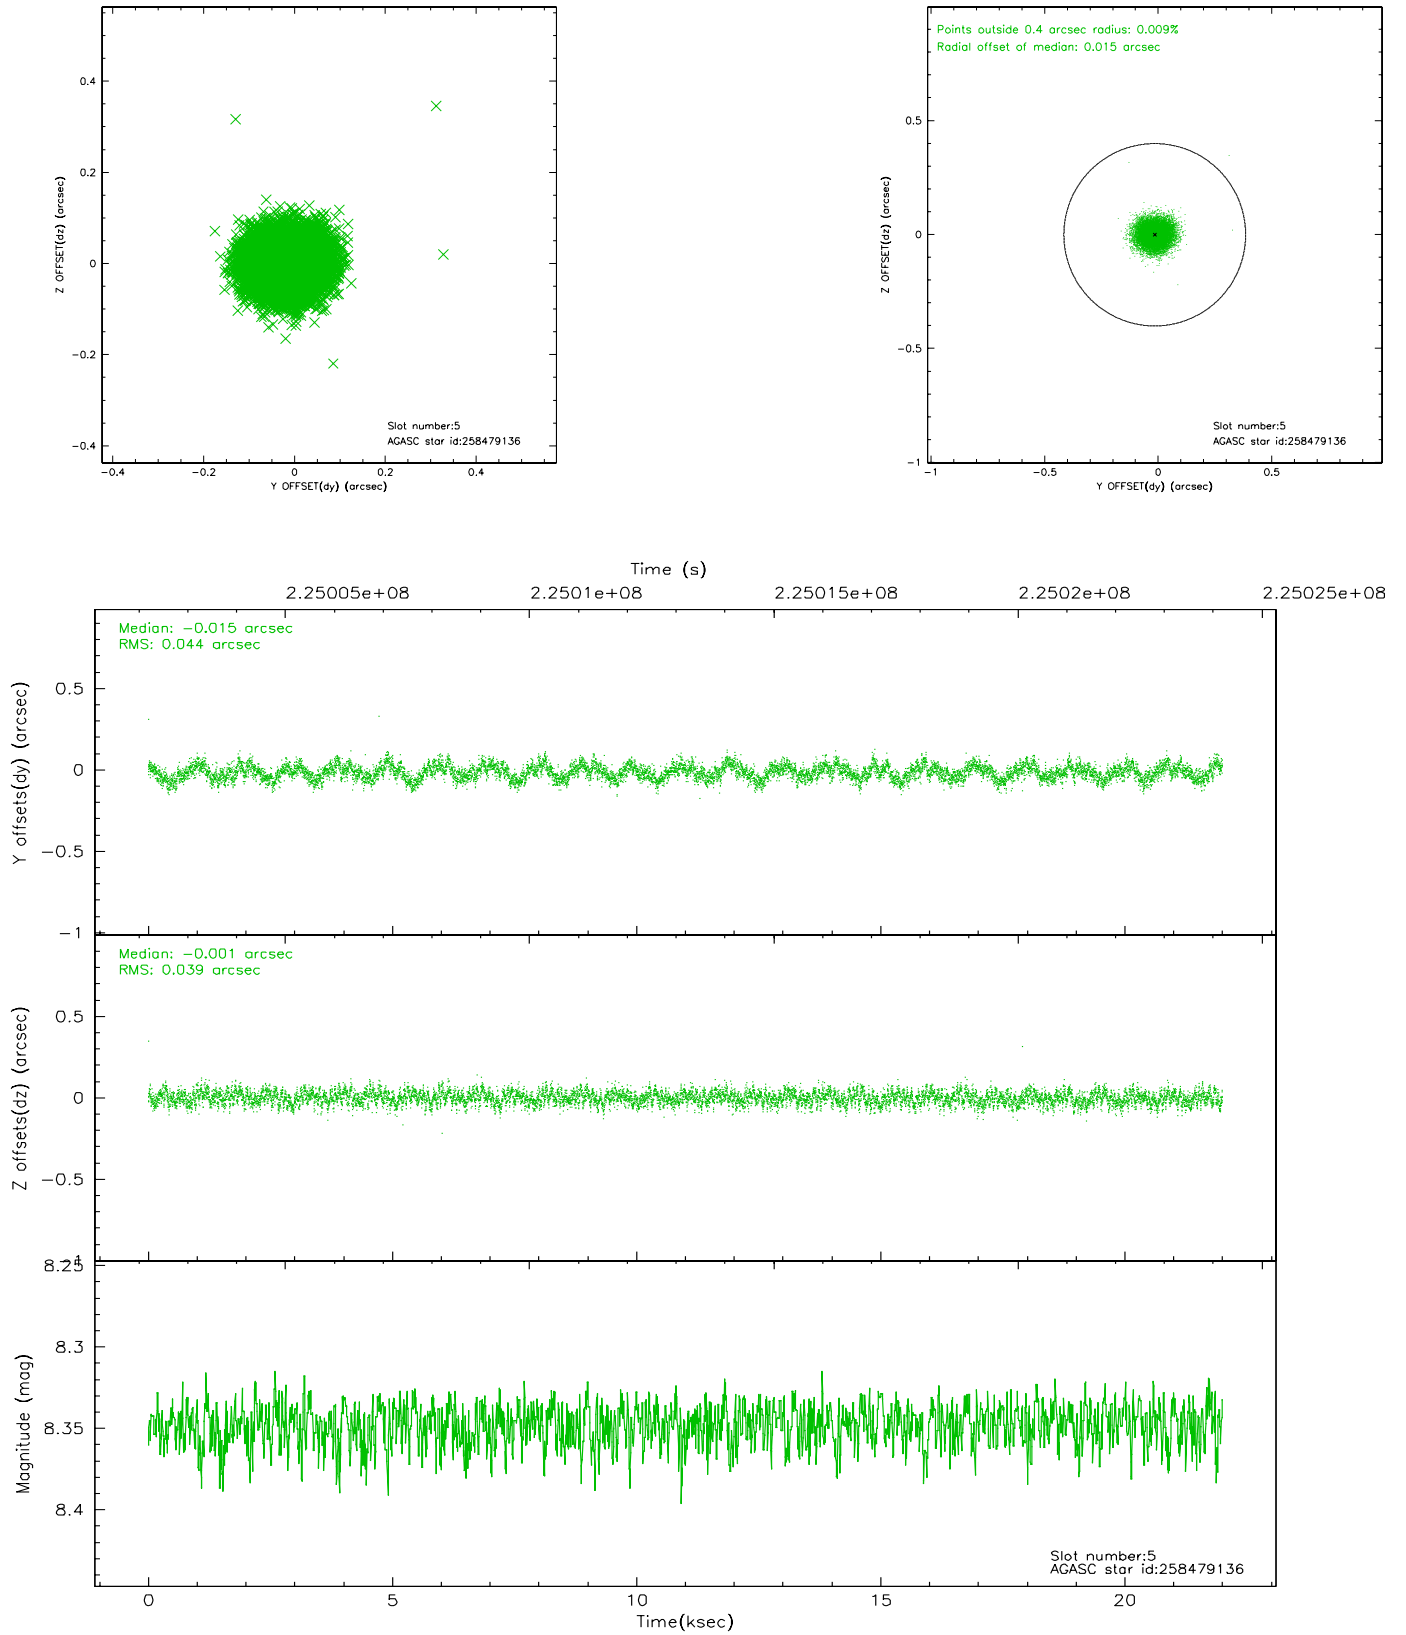 0.4
0.2
0
−0.2
−0.4
Z OFFSET(dz) (arcsec)
Slot number:5
AGASC star id:258479136
−0.4 −0.2 0 0.2 0.4
Y OFFSET(dy) (arcsec)
Points outside 0.4 arcsec radius: 0.009%
Radial offset of median: 0.015 arcsec
0.5
0
−0.5
−1
Z OFFSET(dz) (arcsec)
Slot number:5
AGASC star id:258479136
−1 −0.5 0 0.5
Y OFFSET(dy) (arcsec)
Time (s)
2.25005e+08 2.2501e+08 2.25015e+08 2.2502e+08 2.25025e+08
Median: −0.015 arcsec
RMS: 0.044 arcsec
0.5
0
−0.5
−1
Y offsets(dy) (arcsec)
Median: −0.001 arcsec
RMS: 0.039 arcsec
0.5
0
−0.5
−1
Z offsets(dz) (arcsec)
8.25
8.3
8.35
8.4
Magnitude (mag)
Slot number:5
AGASC star id:258479136
0 5 10 15 20
Time(ksec)